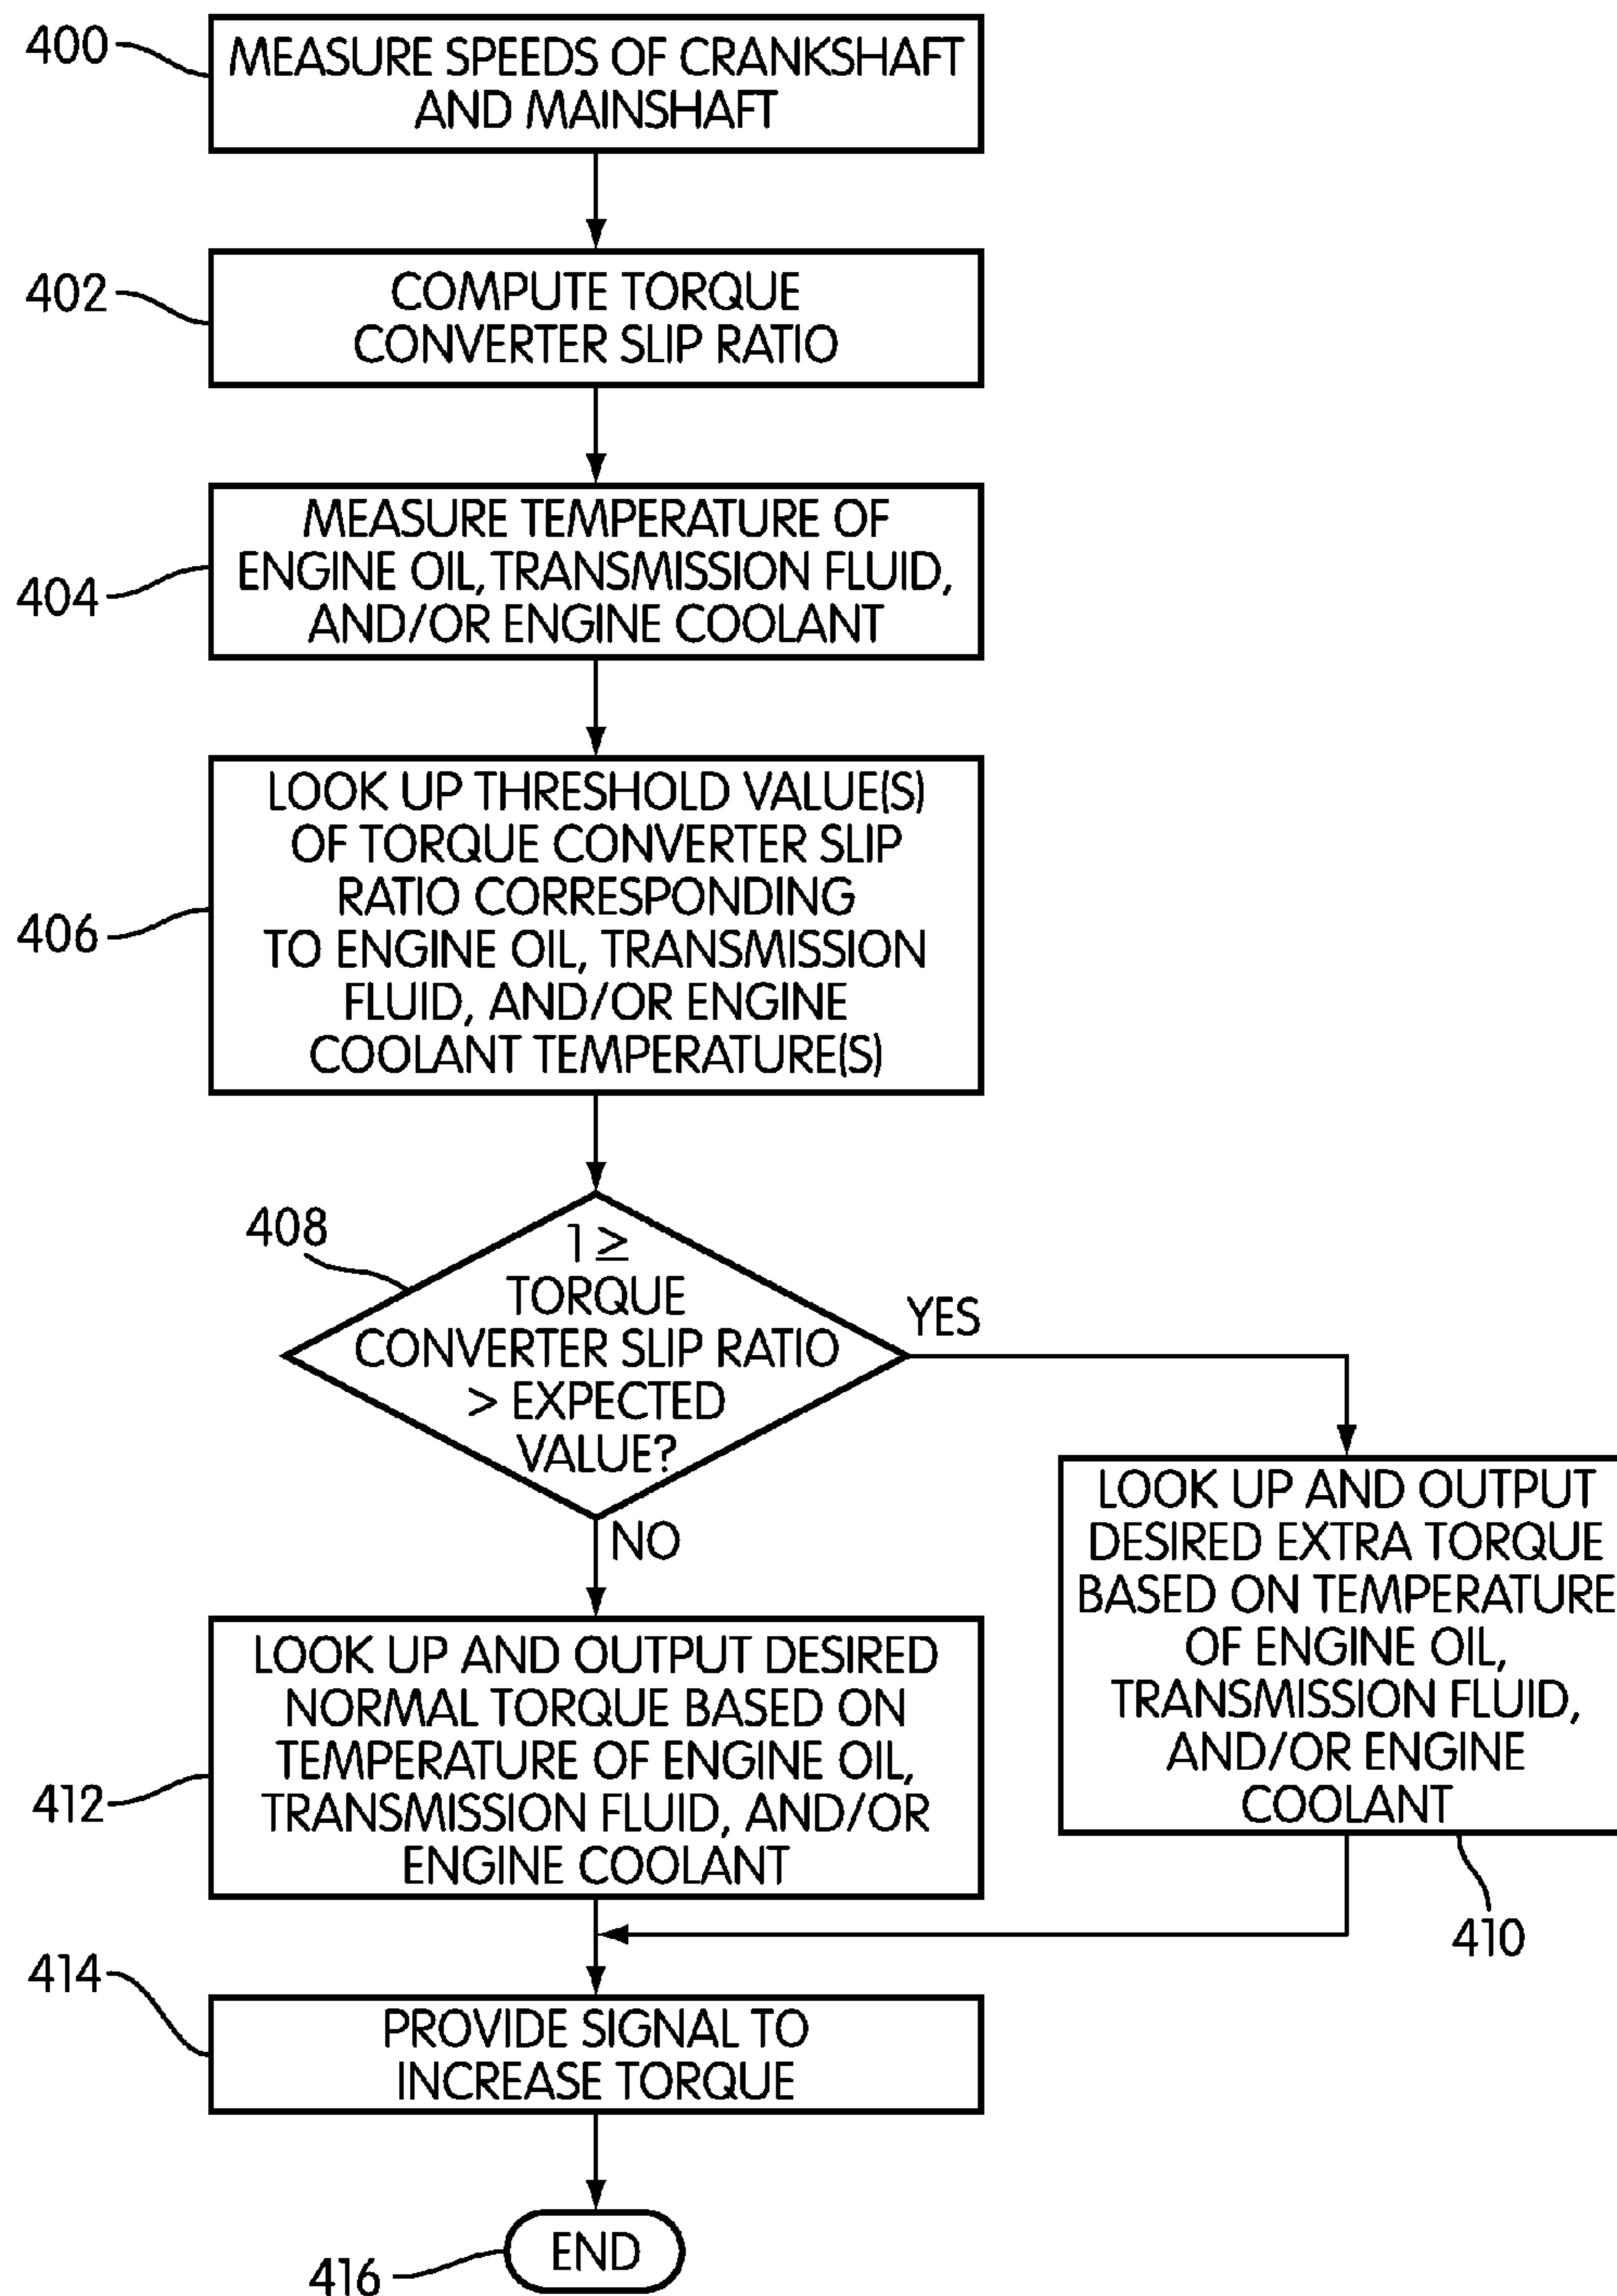 400
MEASURE SPEEDS OF CRANKSHAFT
AND MAINSHAFT
402
COMPUTE TORQUE
CONVERTER SLIP RATIO
404
MEASURE TEMPERATURE OF
ENGINE OIL, TRANSMISSION FLUID,
AND/OR ENGINE COOLANT
406
LOOK UP THRESHOLD VALUE(S)
OF TORQUE CONVERTER SLIP
RATIO CORRESPONDING
TO ENGINE OIL, TRANSMISSION
FLUID, AND/OR ENGINE
COOLANT TEMPERATURE(S)
408
1 ≥
TORQUE
CONVERTER SLIP RATIO
> EXPECTED
VALUE?
YES
NO
LOOK UP AND OUTPUT
DESIRED EXTRA TORQUE
BASED ON TEMPERATURE
OF ENGINE OIL,
TRANSMISSION FLUID,
AND/OR ENGINE
COOLANT
410
412
LOOK UP AND OUTPUT DESIRED
NORMAL TORQUE BASED ON
TEMPERATURE OF ENGINE OIL,
TRANSMISSION FLUID, AND/OR
ENGINE COOLANT
414
PROVIDE SIGNAL TO
INCREASE TORQUE
416
END